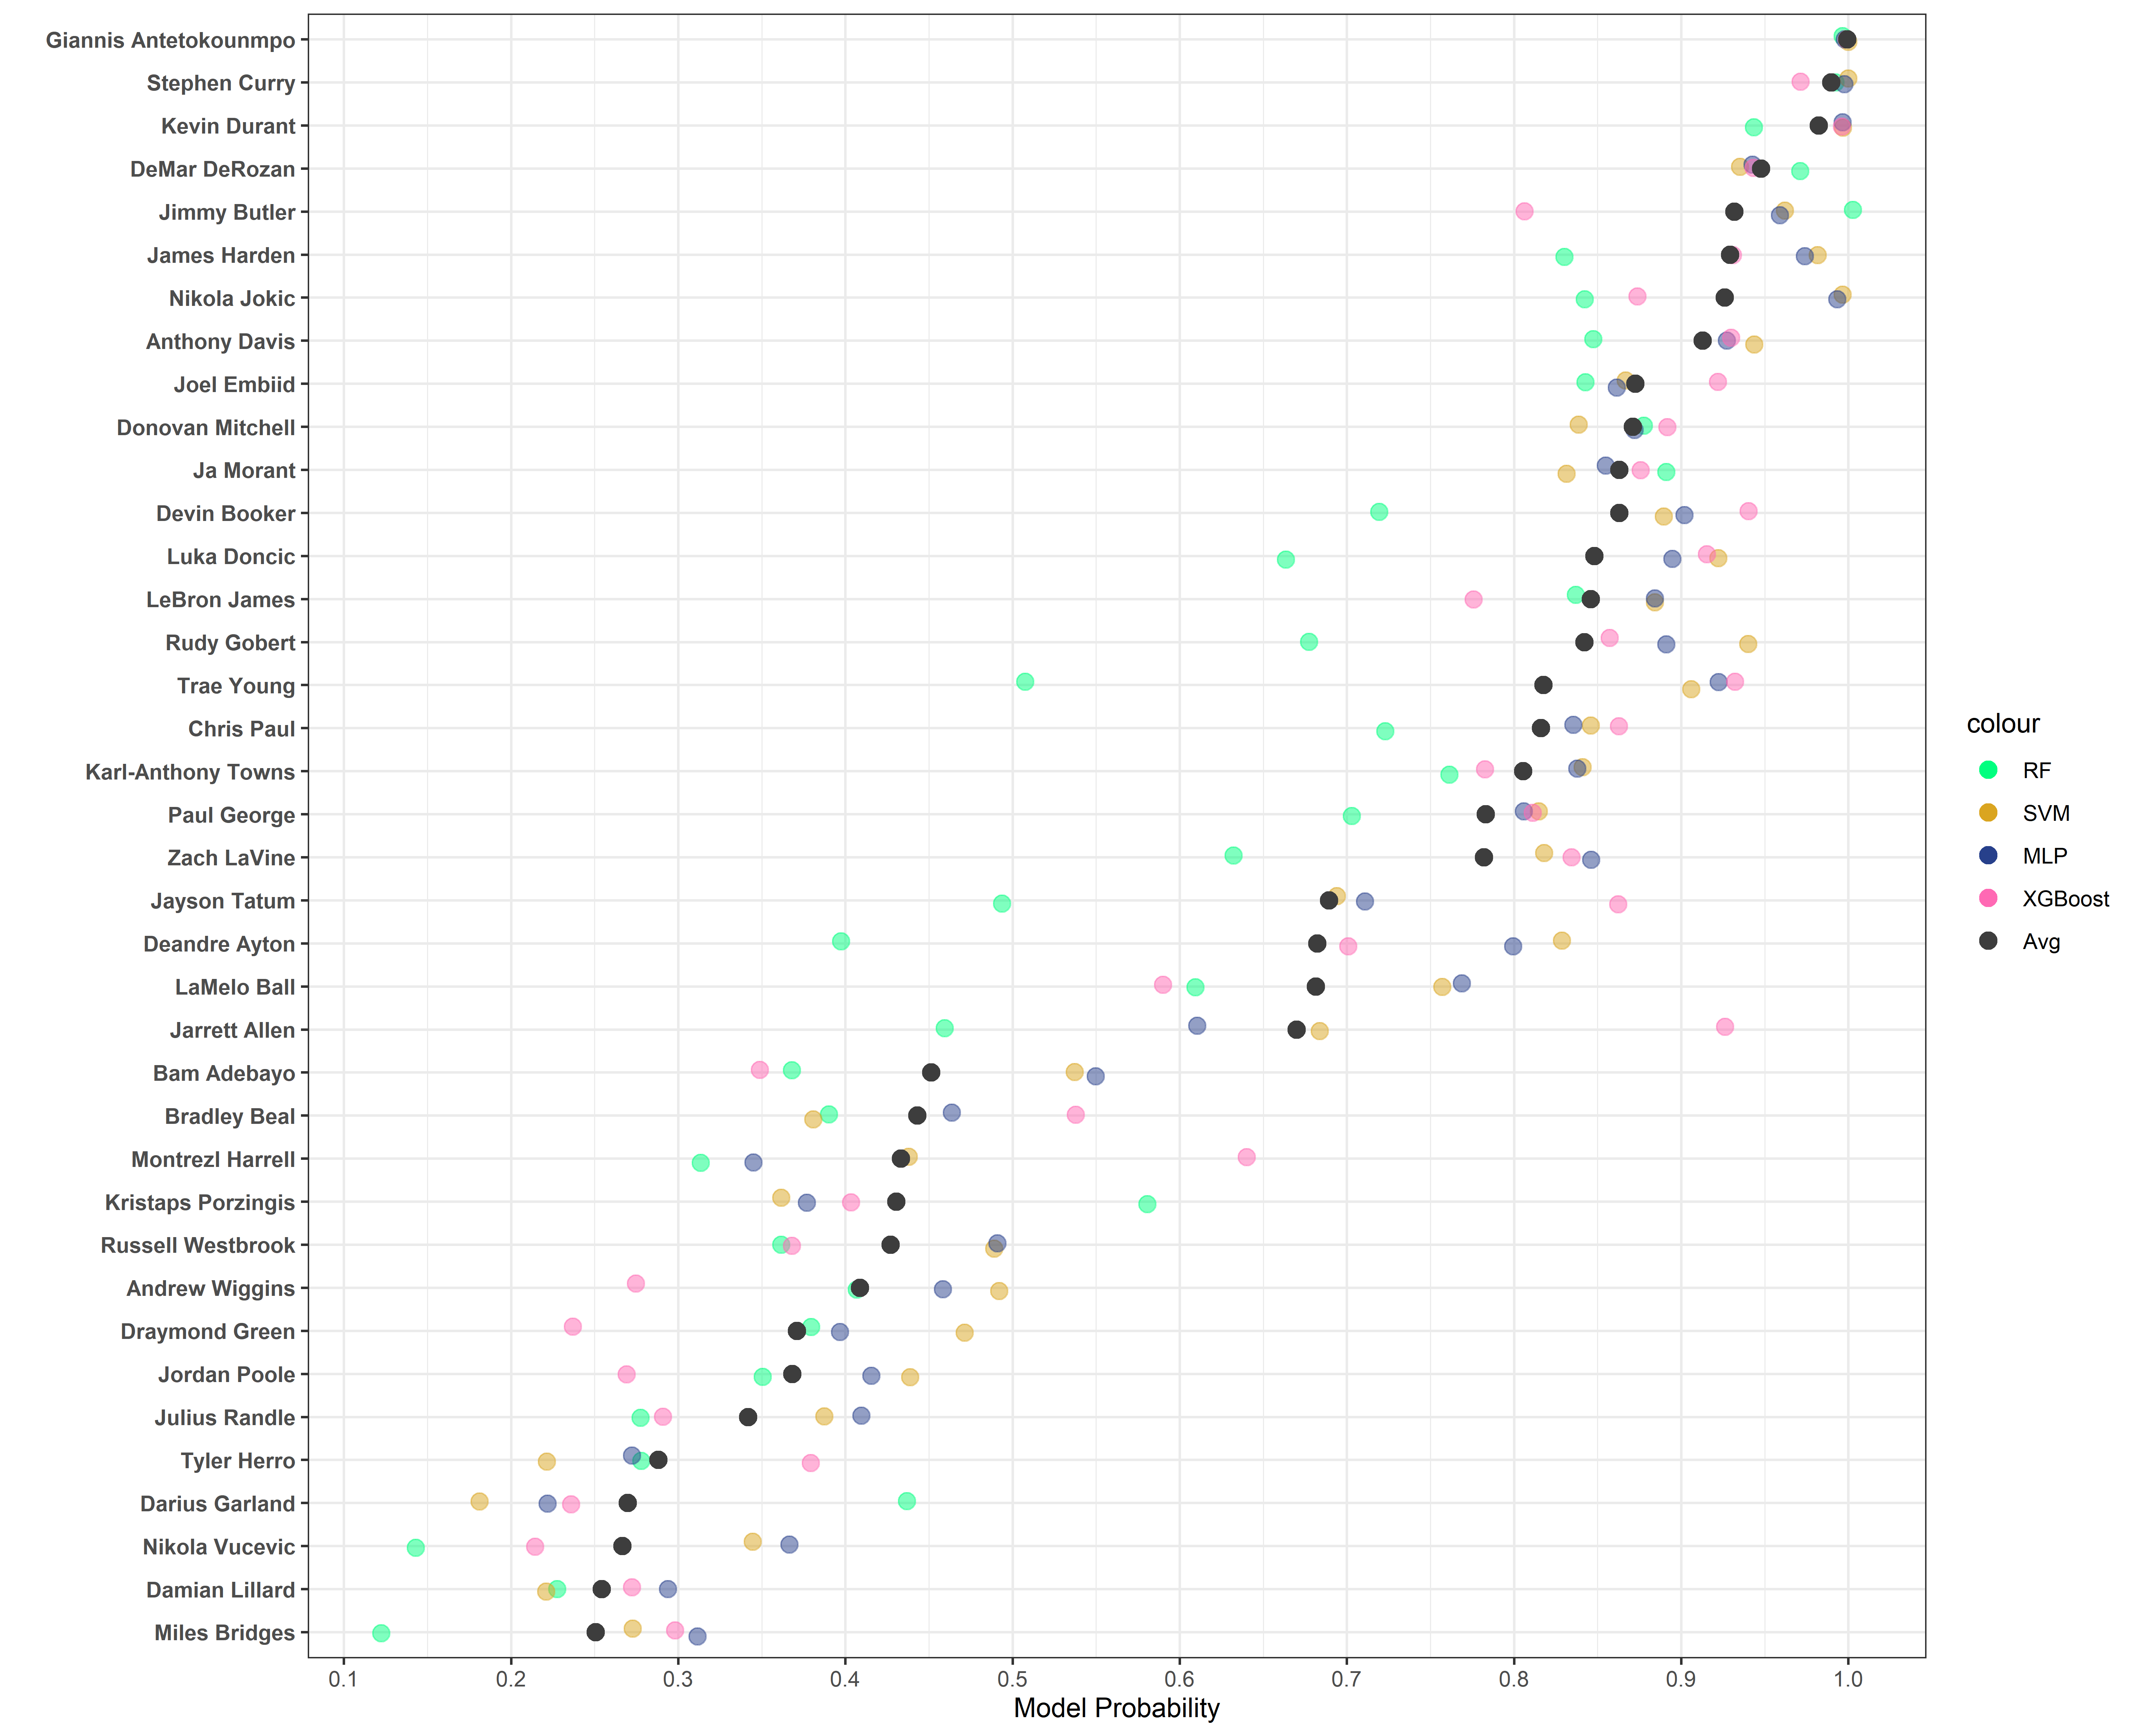 Giannis Antetokounmpo
Stephen Curry
Kevin Durant
DeMar DeRozan
Jimmy Butler
James Harden
Nikola Jokic
Anthony Davis
Joel Embiid
Donovan Mitchell
Ja Morant
Devin Booker
Luka Doncic
LeBron James
Rudy Gobert
Trae Young
Chris Paul
Karl-Anthony Towns
Paul George
Zach LaVine
Jayson Tatum
Deandre Ayton
LaMelo Ball
Jarrett Allen
Bam Adebayo
Bradley Beal
Montrezl Harrell
Kristaps Porzingis
Russell Westbrook
Andrew Wiggins
Draymond Green
Jordan Poole
Julius Randle
Tyler Herro
Darius Garland
Nikola Vucevic
Damian Lillard
Miles Bridges
0.1 0.2 0.3 0.4 0.5 0.6 0.7 0.8 0.9 1.0
Model Probability
colour
RF
SVM
MLP
XGBoost
Avg